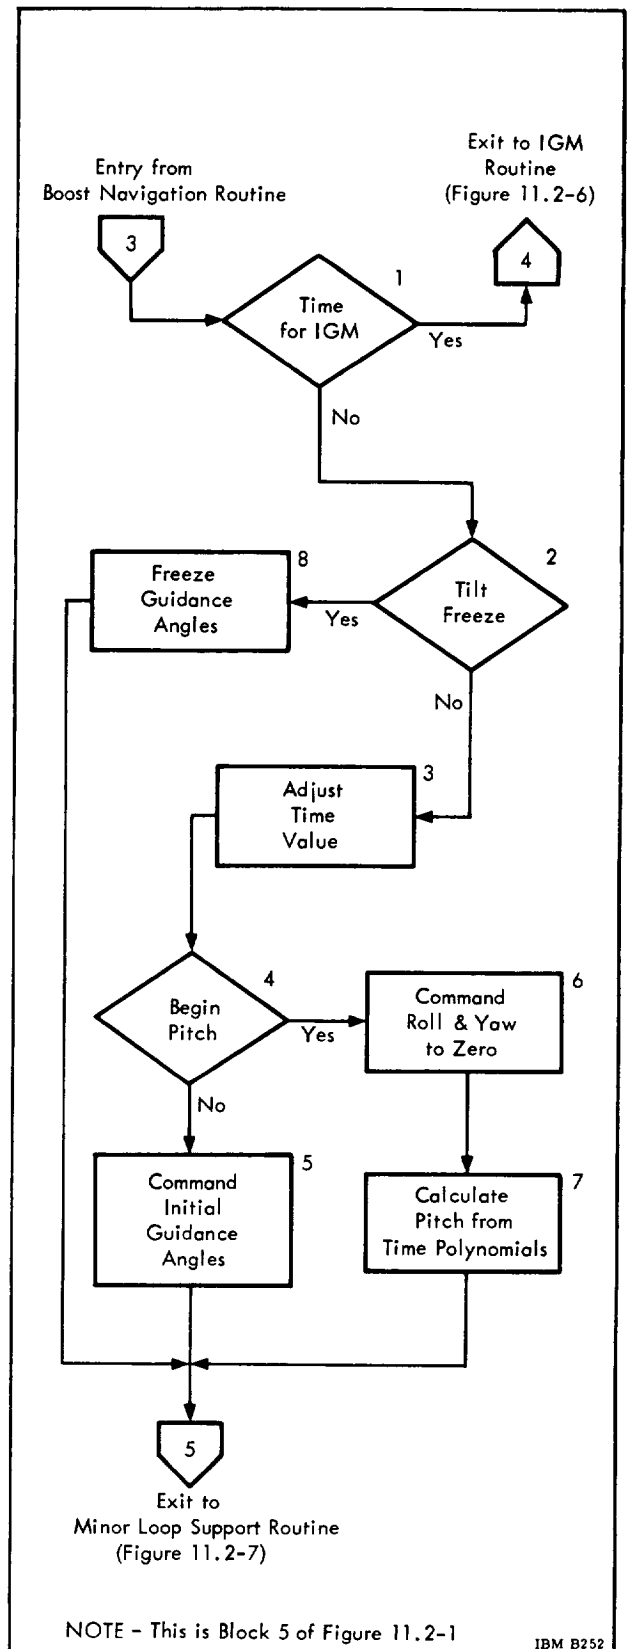 Entry from
Boost Navigation Routine
3
Exit to IGM
Routine
(Figure 11.2-6)
4
1
Time
for IGM
Yes
No
2
Tilt
Freeze
Yes
No
8
Freeze
Guidance
Angles
3
Adjust
Time
Value
4
Begin
Pitch
Yes
No
6
Command
Roll & Yaw
to Zero
5
Command
Initial
Guidance
Angles
7
Calculate
Pitch from
Time Polynomials
5
Exit to
Minor Loop Support Routine
(Figure 11.2-7)
NOTE - This is Block 5 of Figure 11.2-1
IBM B252